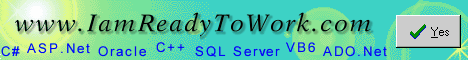 www.IamReadyToWork.com
Yes
C# ASP.Net Oracle C++ SQL Server VB6 ADO.Net